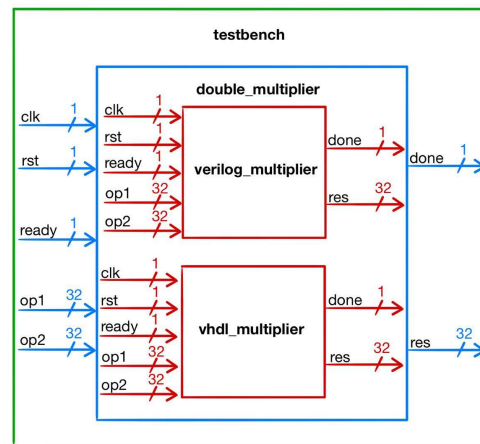 testbench
double_multiplier
clk 1
rst 1
ready 1
op1 32
op2 32
clk 1
rst 1
ready 1
op1 32
op2 32
verilog_multiplier
done 1
res 32
clk 1
rst 1
ready 1
op1 32
op2 32
vhdl_multiplier
done 1
res 32
done 1
res 32